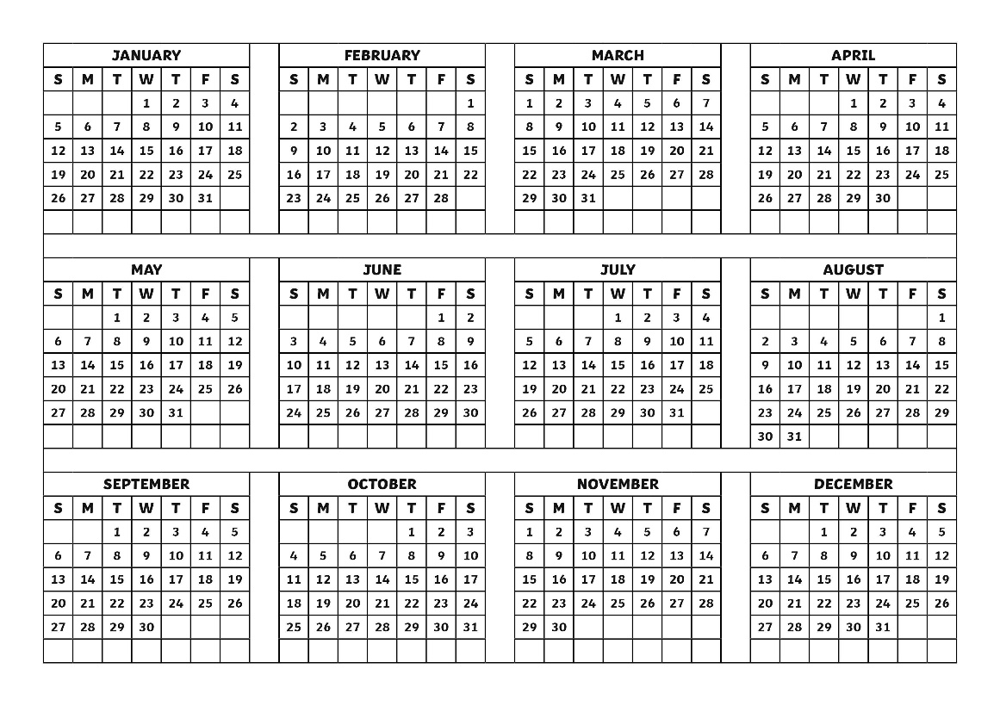 JANUARY FEBRUARY MARCH APRIL
S M T W T F S S M T W T F S S M T W T F S S M T W T F S
1 2 3 4 1 1 2 3 4 5 6 7 1 2 3 4
5 6 7 8 9 10 11 2 3 4 5 6 7 8 8 9 10 11 12 13 14 5 6 7 8 9 10 11
12 13 14 15 16 17 18 9 10 11 12 13 14 15 15 16 17 18 19 20 21 12 13 14 15 16 17 18
19 20 21 22 23 24 25 16 17 18 19 20 21 22 22 23 24 25 26 27 28 19 20 21 22 23 24 25
26 27 28 29 30 31 23 24 25 26 27 28 29 30 31 26 27 28 29 30
MAY JUNE JULY AUGUST
S M T W T F S S M T W T F S S M T W T F S S M T W T F S
1 2 3 4 5 1 2 1 2 3 4 1
6 7 8 9 10 11 12 3 4 5 6 7 8 9 5 6 7 8 9 10 11 2 3 4 5 6 7 8
13 14 15 16 17 18 19 10 11 12 13 14 15 16 12 13 14 15 16 17 18 9 10 11 12 13 14 15
20 21 22 23 24 25 26 17 18 19 20 21 22 23 19 20 21 22 23 24 25 16 17 18 19 20 21 22
27 28 29 30 31 24 25 26 27 28 29 30 26 27 28 29 30 31 23 24 25 26 27 28 29
30 31
SEPTEMBER OCTOBER NOVEMBER DECEMBER
S M T W T F S S M T W T F S S M T W T F S S M T W T F S
1 2 3 4 5 1 2 3 1 2 3 4 5 6 7 1 2 3 4 5
6 7 8 9 10 11 12 4 5 6 7 8 9 10 8 9 10 11 12 13 14 6 7 8 9 10 11 12
13 14 15 16 17 18 19 11 12 13 14 15 16 17 15 16 17 18 19 20 21 13 14 15 16 17 18 19
20 21 22 23 24 25 26 18 19 20 21 22 23 24 22 23 24 25 26 27 28 20 21 22 23 24 25 26
27 28 29 30 25 26 27 28 29 30 31 29 30 27 28 29 30 31